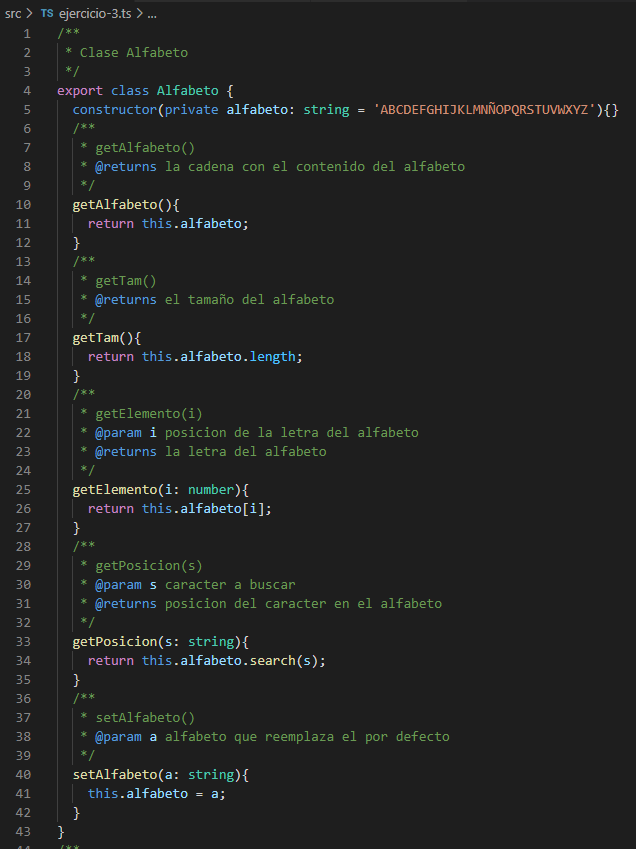 src > TS ejercicio-3.ts > ...
1 /**
2  * Clase Alfabeto
3  */
4 export class Alfabeto {
5   constructor(private alfabeto: string = 'ABCDEFGHIJKLMNÑOPQRSTUVWXYZ'){}
6   /**
7    * getAlfabeto()
8    * @returns la cadena con el contenido del alfabeto
9    */
10   getAlfabeto(){
11     return this.alfabeto;
12   }
13   /**
14    * getTam()
15    * @returns el tamaño del alfabeto
16    */
17   getTam(){
18     return this.alfabeto.length;
19   }
20   /**
21    * getElemento(i)
22    * @param i posicion de la letra del alfabeto
23    * @returns la letra del alfabeto
24    */
25   getElemento(i: number){
26     return this.alfabeto[i];
27   }
28   /**
29    * getPosicion(s)
30    * @param s caracter a buscar
31    * @returns posicion del caracter en el alfabeto
32    */
33   getPosicion(s: string){
34     return this.alfabeto.search(s);
35   }
36   /**
37    * setAlfabeto()
38    * @param a alfabeto que reemplaza el por defecto
39    */
40   setAlfabeto(a: string){
41     this.alfabeto = a;
42   }
43 }
44 /**